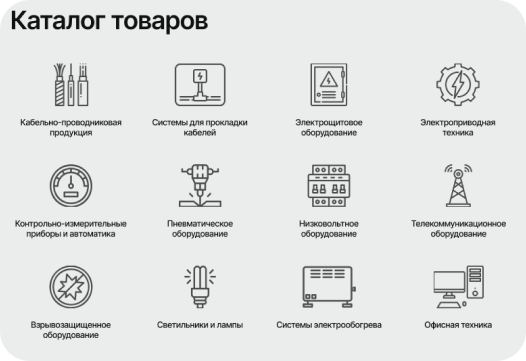 Каталог товаров
Кабельно-проводниковая
продукция
Системы для прокладки
кабелей
Электрощитовое
оборудование
Электроприводная
техника
Контрольно-измерительные
приборы и автоматика
Пневматическое
оборудование
Низковольтное
оборудование
Телекоммуникационное
оборудование
Взрывозащищенное
оборудование
Светильники и лампы
Системы электрообогрева
Офисная техника